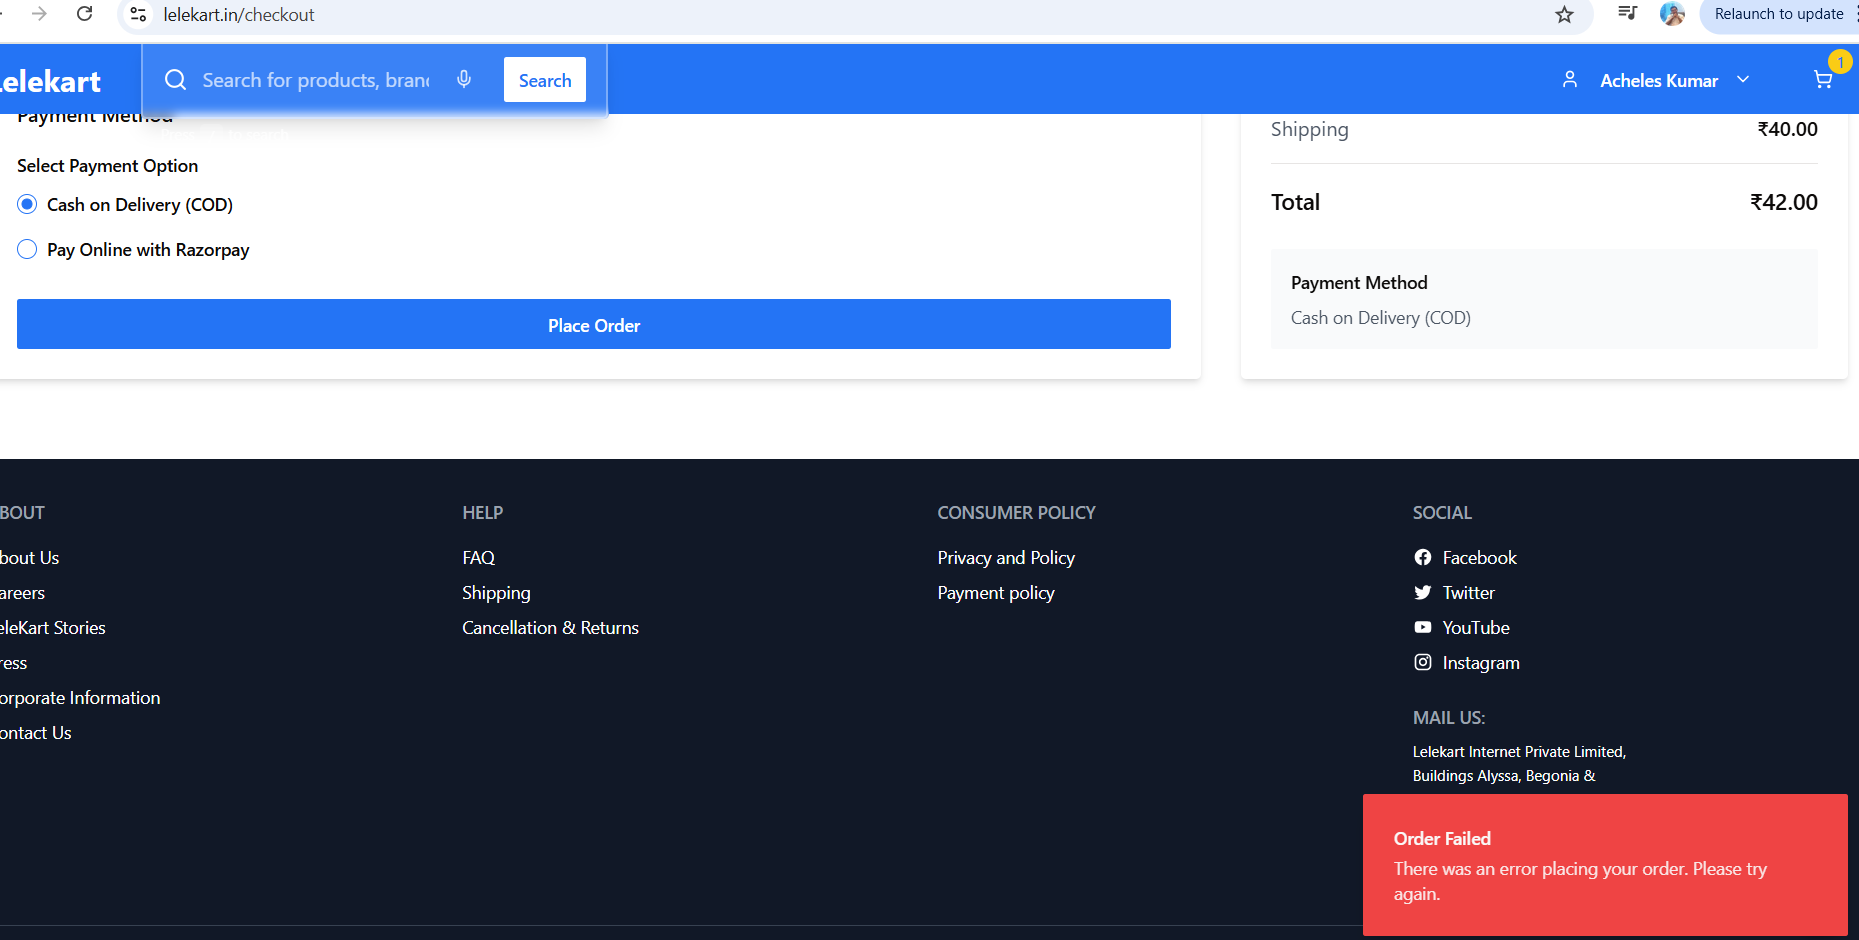 lelekart.in/checkout
Relaunch to update
Lelekart
Search for products, brand
Search
Acheles Kumar
1
Payment Method
Select Payment Option
Cash on Delivery (COD)
Pay Online with Razorpay
Place Order
Shipping ₹40.00
Total ₹42.00
Payment Method
Cash on Delivery (COD)
BOUT
bout Us
areers
eleKart Stories
ress
orporate Information
ontact Us
HELP
FAQ
Shipping
Cancellation & Returns
CONSUMER POLICY
Privacy and Policy
Payment policy
SOCIAL
Facebook
Twitter
YouTube
Instagram
MAIL US:
Lelekart Internet Private Limited,
Buildings Alyssa, Begonia &
Order Failed
There was an error placing your order. Please try
again.